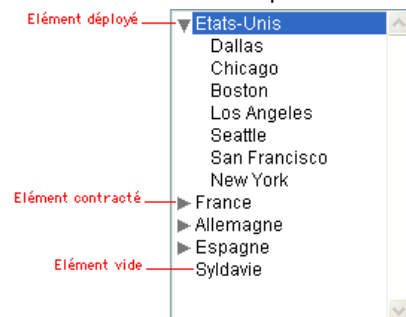 Elément déployé
Etats-Unis
Dallas
Chicago
Boston
Los Angeles
Seattle
San Francisco
New York
Elément contracté
France
Allemagne
Espagne
Elément vide
Syldavie